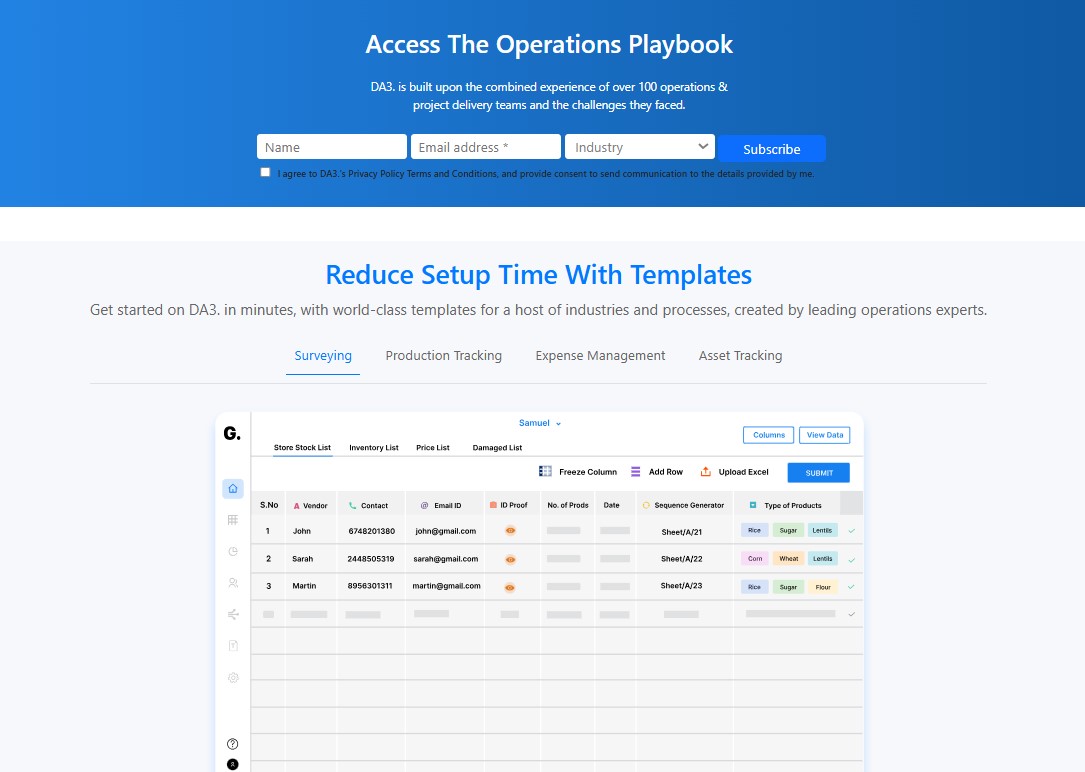 Access The Operations Playbook
DA3. is built upon the combined experience of over 100 operations &
project delivery teams and the challenges they faced.
Name Email address * Industry Subscribe
I agree to DA3.'s Privacy Policy Terms and Conditions, and provide consent to send communication to the details provided by me.
Reduce Setup Time With Templates
Get started on DA3. in minutes, with world-class templates for a host of industries and processes, created by leading operations experts.
Surveying Production Tracking Expense Management Asset Tracking
G.
Samuel
Columns View Data
Store Stock List Inventory List Price List Damaged List
Freeze Column Add Row Upload Excel SUBMIT
S.No Vendor Contact @ Email ID ID Proof No. of Prods Date Sequence Generator Type of Products
1 John 6748201380 john@gmail.com Sheet/A/21 Rice Sugar Lentils
2 Sarah 2448505319 sarah@gmail.com Sheet/A/22 Corn Wheat Lentils
3 Martin 8956301311 martin@gmail.com Sheet/A/23 Rice Sugar Flour